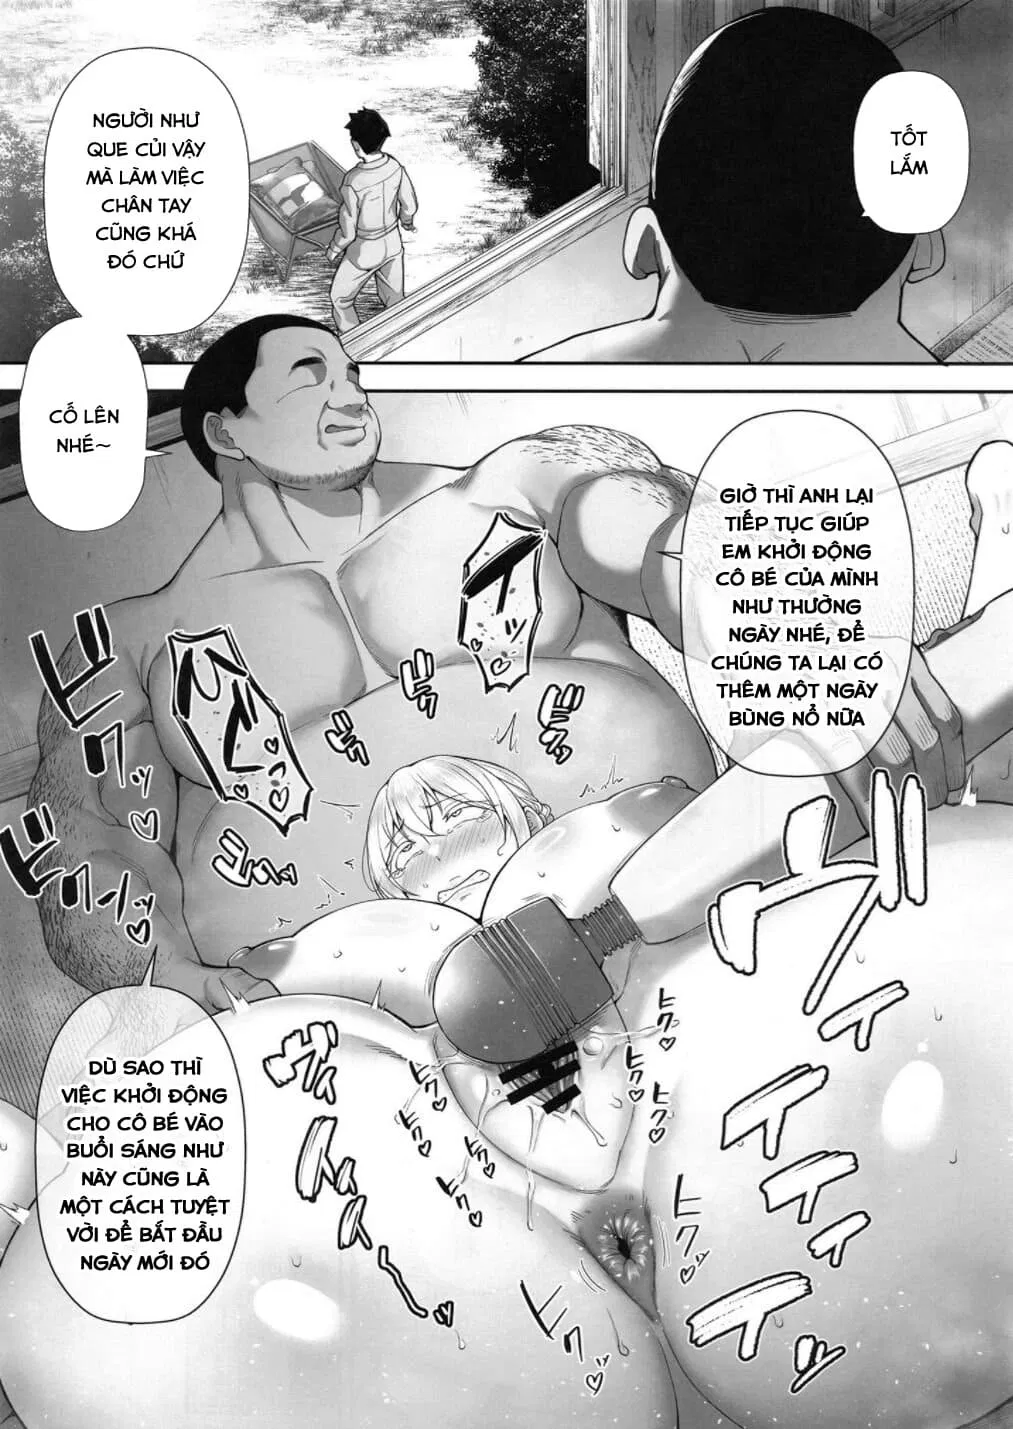 TỐT
LẮM
NGƯỜI NHƯ
QUE CỦI VẬY
MÀ LÀM VIỆC
CHÂN TAY
CŨNG KHÁ
ĐÓ CHỨ
CỐ LÊN
NHÉ~
GIỜ THÌ ANH LẠI
TIẾP TỤC GIÚP
EM KHỞI ĐỘNG
CÔ BÉ CỦA MÌNH
NHƯ THƯỜNG
NGÀY NHÉ, ĐỂ
CHÚNG TA LẠI CÓ
THÊM MỘT NGÀY
BÙNG NỔ NỮA
DÙ SAO THÌ
VIỆC KHỞI ĐỘNG
CHO CÔ BÉ VÀO
BUỔI SÁNG NHƯ
NÀY CŨNG LÀ
MỘT CÁCH TUYỆT
VỜI ĐỂ BẮT ĐẦU
NGÀY MỚI ĐÓ